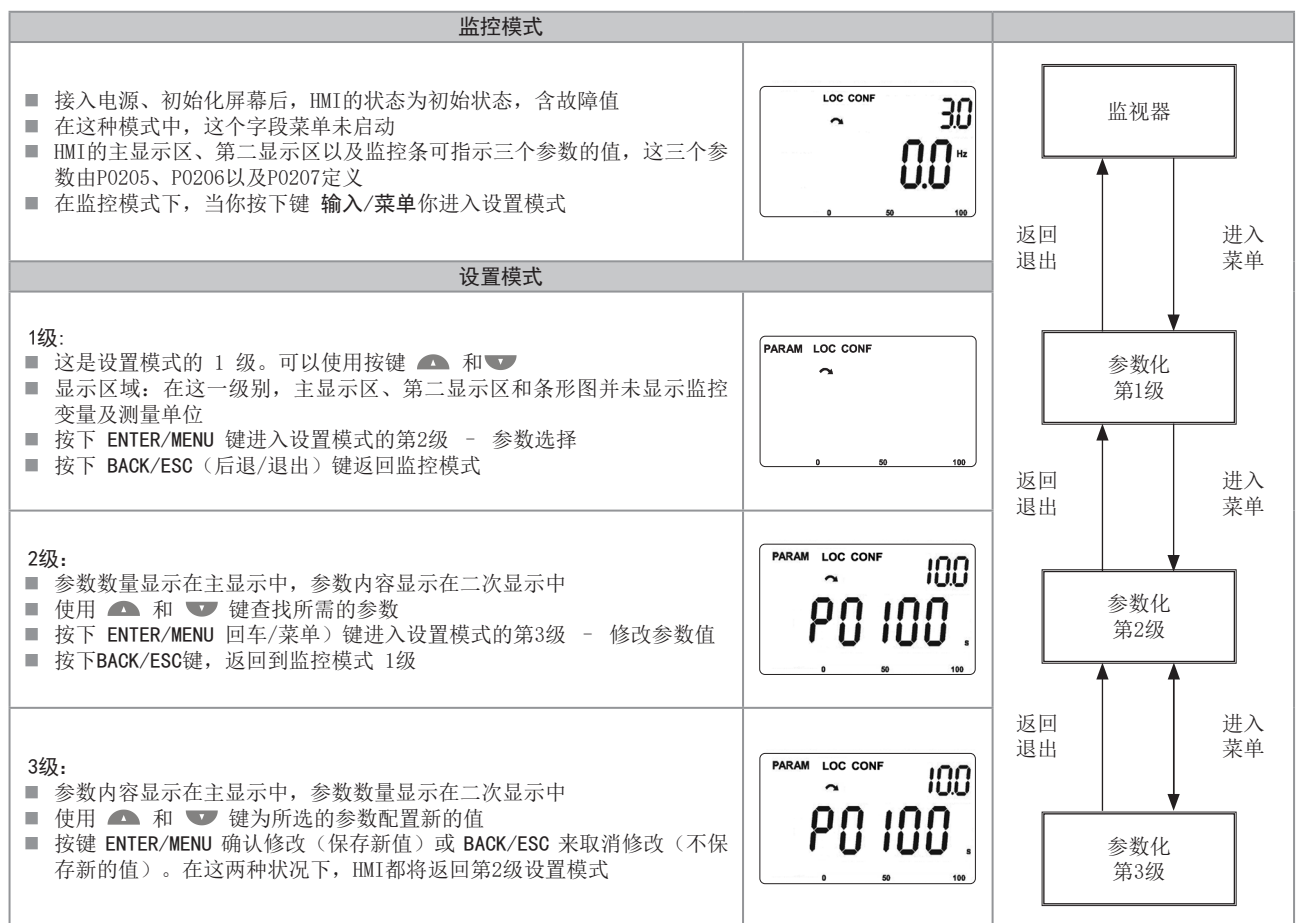 监控模式
■ 接入电源、初始化屏幕后，HMI的状态为初始状态，含故障值
■ 在这种模式中，这个字段菜单未启动
■ HMI的主显示区、第二显示区以及监控条可指示三个参数的值，这三个参
数由P0205、P0206以及P0207定义
■ 在监控模式下，当你按下键 输入/菜单你进入设置模式
LOC CONF
3.0
0.0 Hz
0 50 100
设置模式
1级:
■ 这是设置模式的 1 级。可以使用按键 和
■ 显示区域：在这一级别，主显示区、第二显示区和条形图并未显示监控
变量及测量单位
■ 按下 ENTER/MENU 键进入设置模式的第2级 – 参数选择
■ 按下 BACK/ESC（后退/退出）键返回监控模式
PARAM LOC CONF
0 50 100
2级：
■ 参数数量显示在主显示中，参数内容显示在二次显示中
■ 使用 和 键查找所需的参数
■ 按下 ENTER/MENU 回车/菜单）键进入设置模式的第3级 – 修改参数值
■ 按下BACK/ESC键，返回到监控模式 1级
PARAM LOC CONF
10.0
P0100 s
0 50 100
3级：
■ 参数内容显示在主显示中，参数数量显示在二次显示中
■ 使用 和 键为所选的参数配置新的值
■ 按键 ENTER/MENU 确认修改（保存新值）或 BACK/ESC 来取消修改（不保
存新的值）。在这两种状况下，HMI都将返回第2级设置模式
PARAM LOC CONF
10.0
P0100 s
0 50 100
监视器
返回
退出
进入
菜单
参数化
第1级
返回
退出
进入
菜单
参数化
第2级
返回
退出
进入
菜单
参数化
第3级